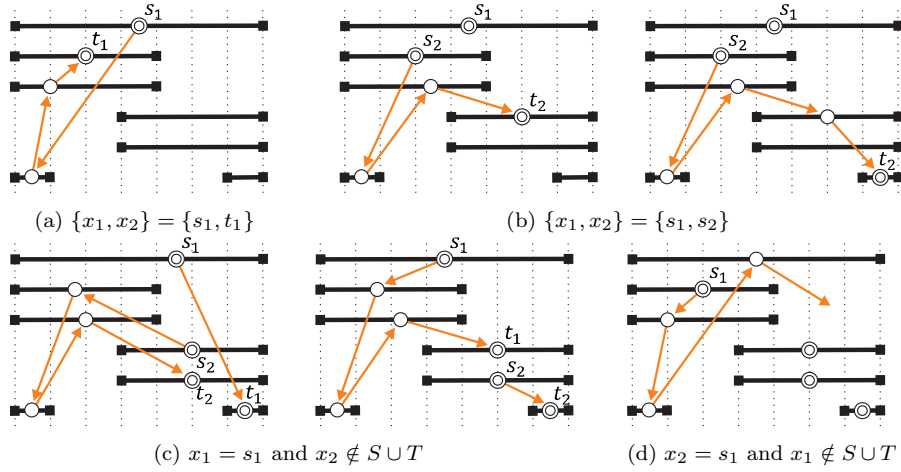 s₁ s₁ s₁
t₁ s₂ s₂
t₂
t₂
(a) {x₁, x₂} = {s₁, t₁} (b) {x₁, x₂} = {s₁, s₂}
s₁ s₁
s₁
t₁
s₂ s₂
t₂ t₁ t₂
(c) x₁ = s₁ and x₂ ∉ S ∪ T (d) x₂ = s₁ and x₁ ∉ S ∪ T